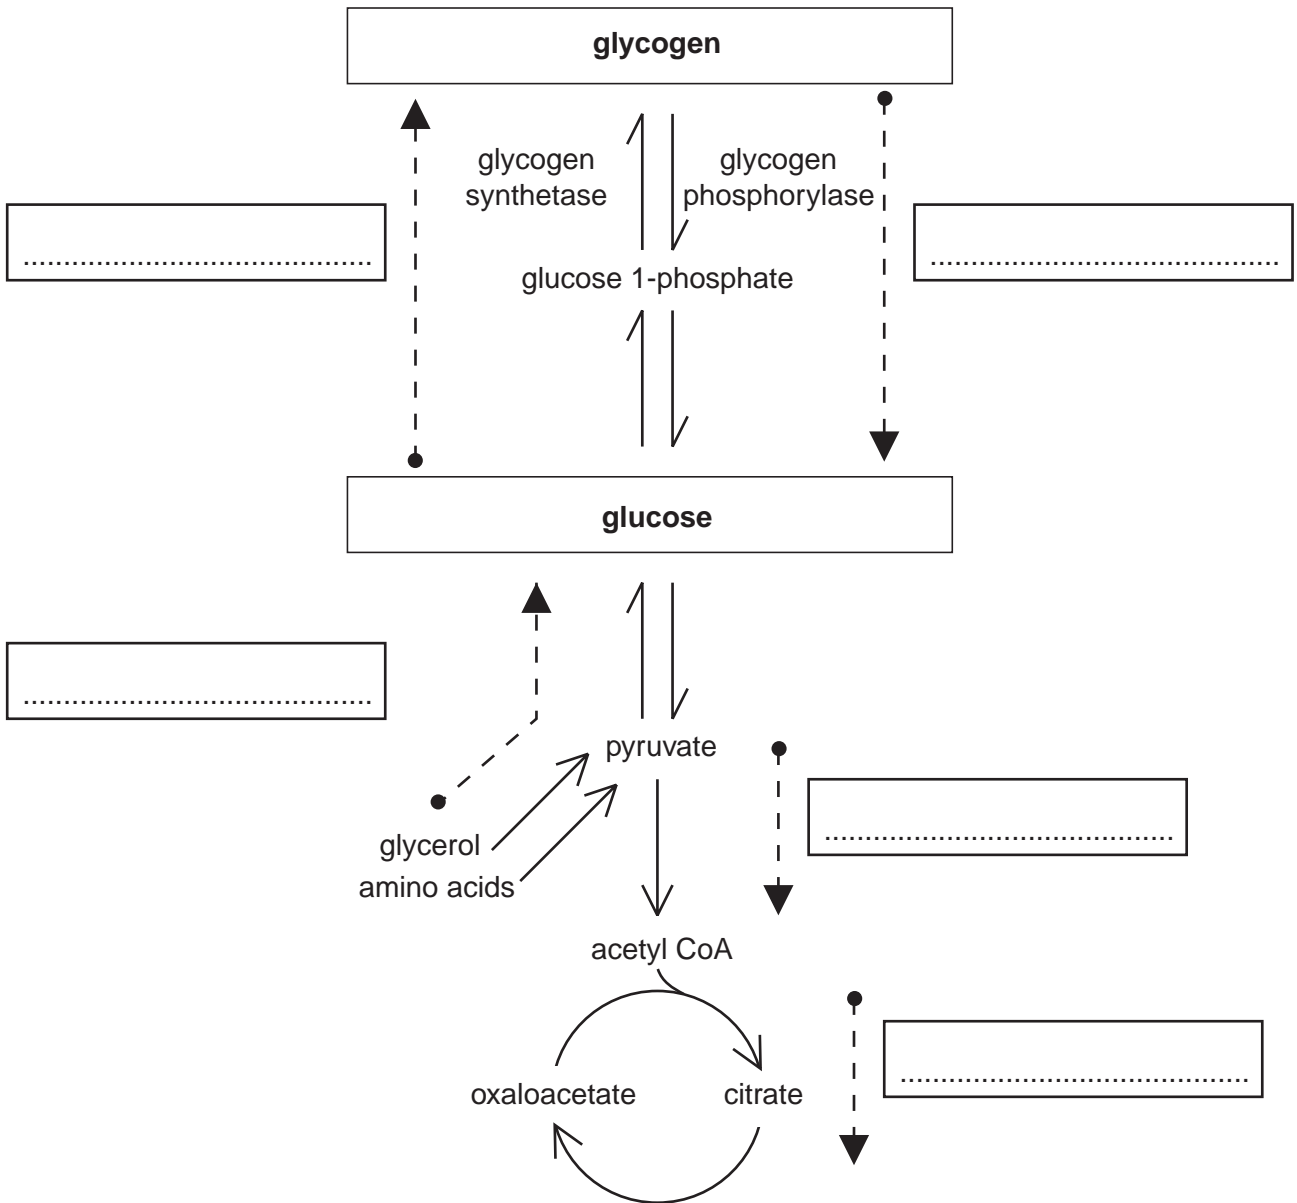 glycogen
glycogen
synthetase
glycogen
phosphorylase
...........................................
...........................................
glucose 1-phosphate
glucose
...........................................
pyruvate
...........................................
glycerol
amino acids
acetyl CoA
...........................................
oxaloacetate
citrate